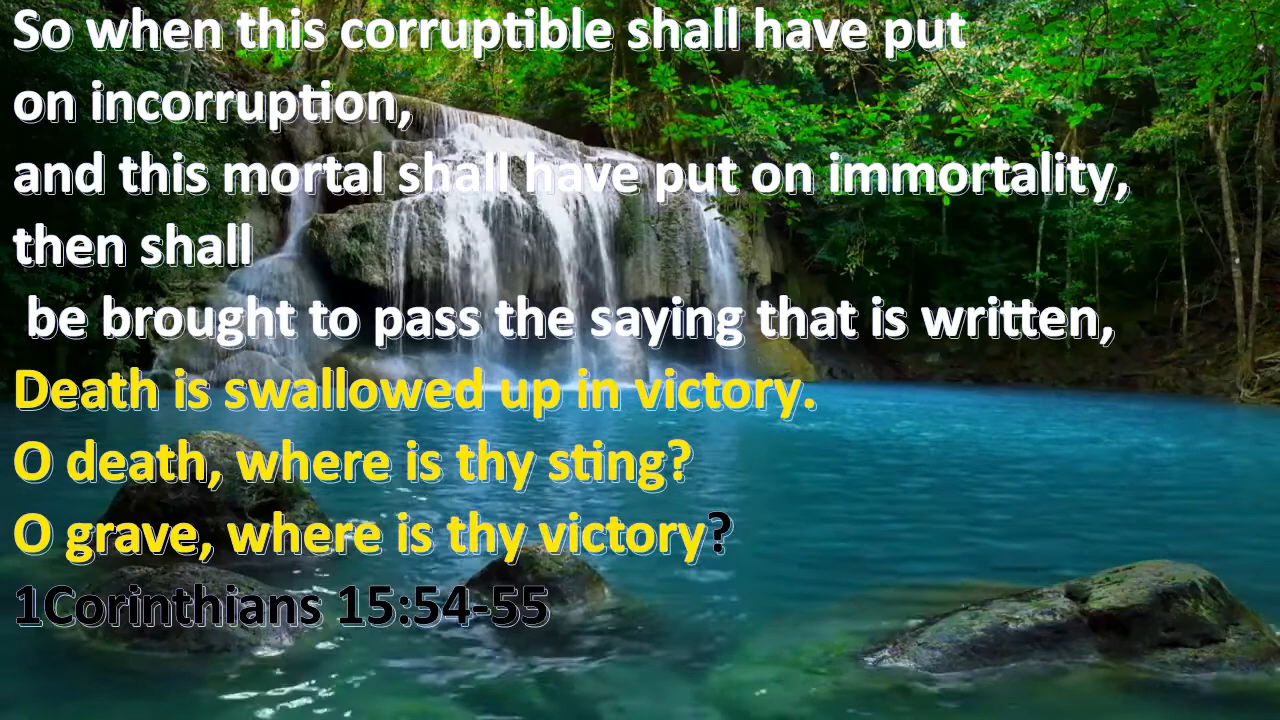 So when this corruptible shall have put
on incorruption,
and this mortal shall have put on immortality,
then shall
be brought to pass the saying that is written,
Death is swallowed up in victory.
O death, where is thy sting?
O grave, where is thy victory?
1Corinthians 15:54-55